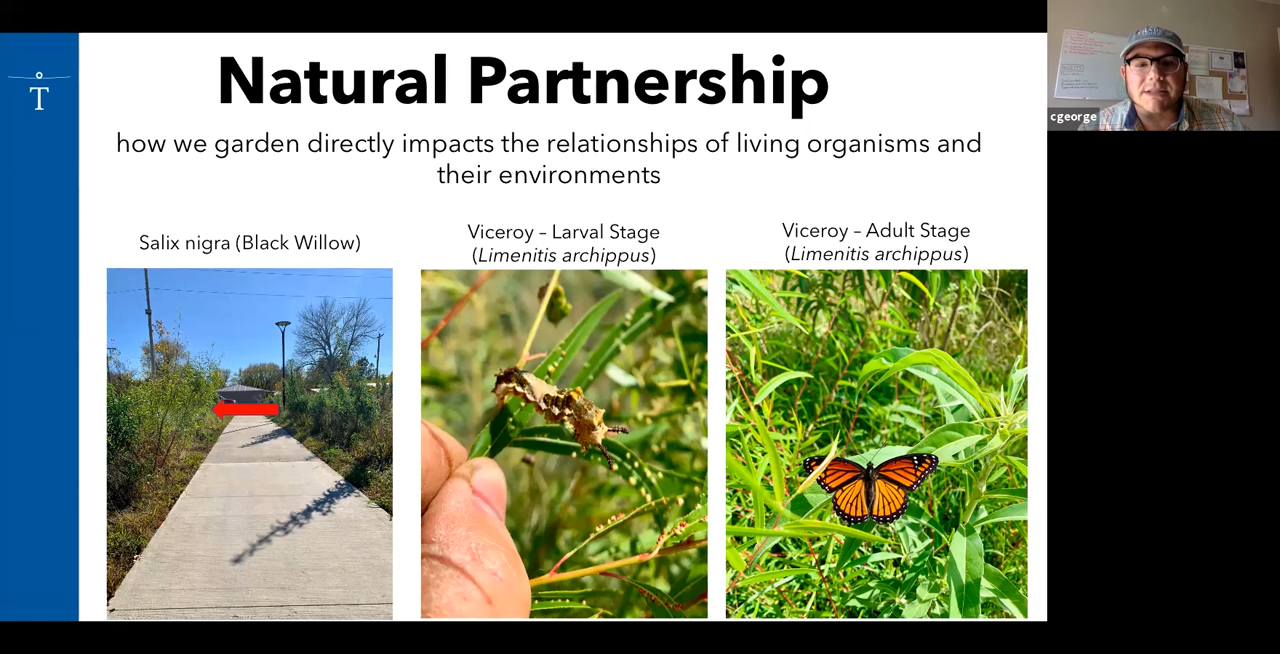 T
Natural Partnership
how we garden directly impacts the relationships of living organisms and
their environments
Salix nigra (Black Willow)
Viceroy – Larval Stage
(Limenitis archippus)
Viceroy – Adult Stage
(Limenitis archippus)
cgeorge